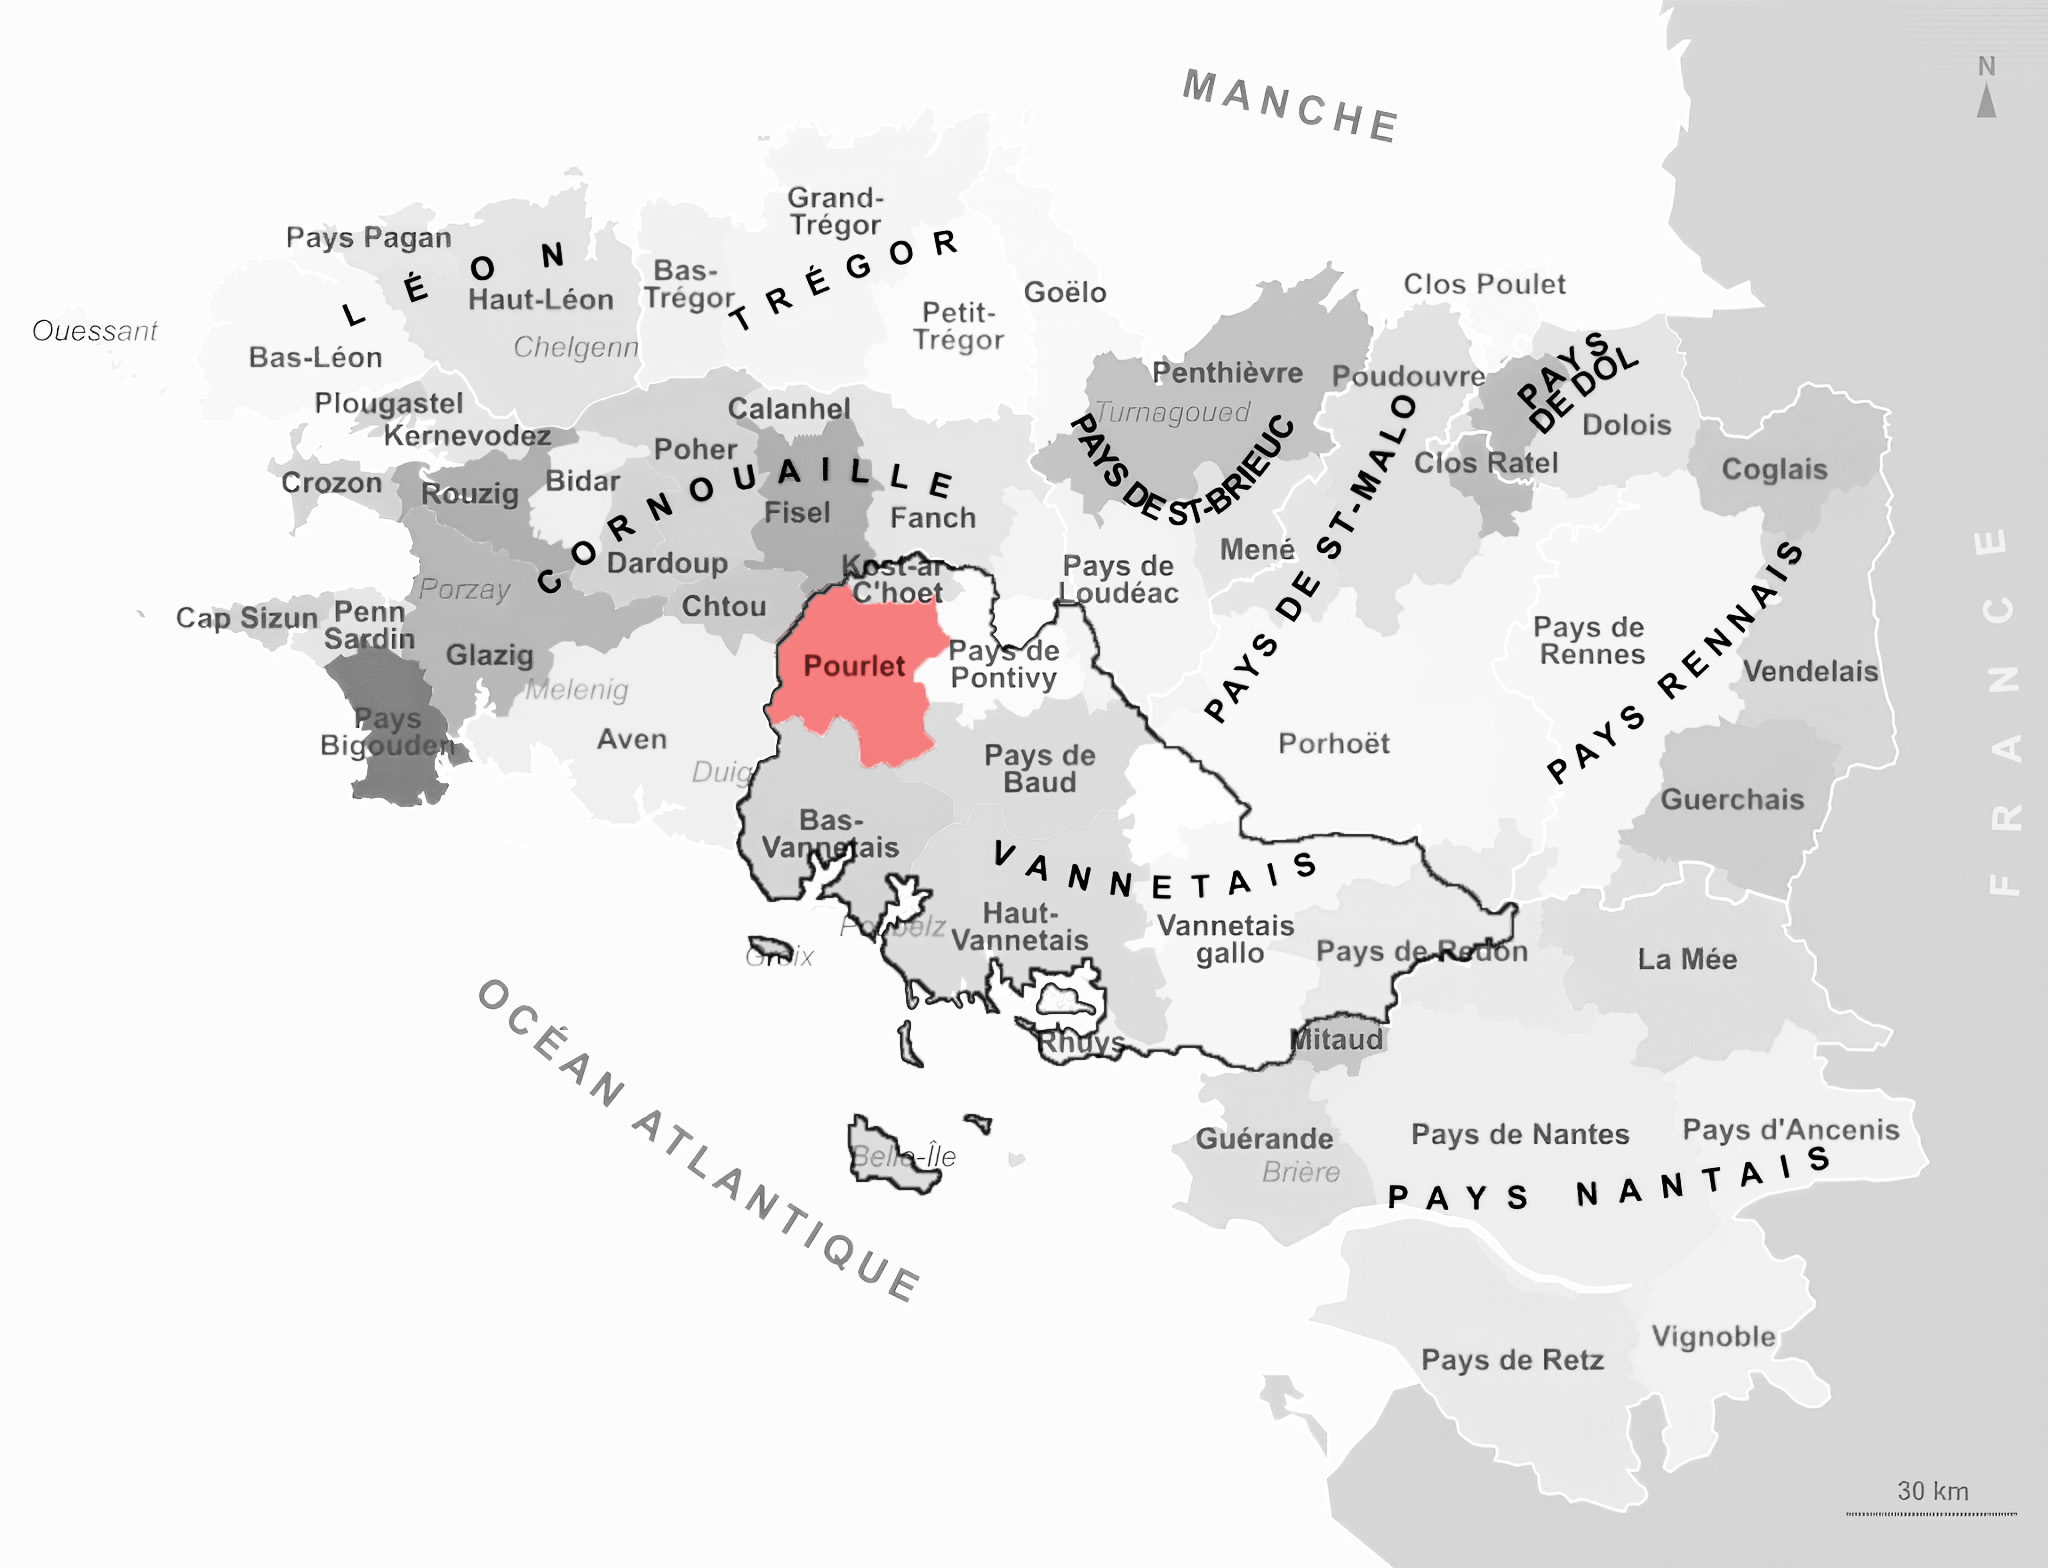 MANCHE
N
Grand-
Trégor
Pays Pagan
LÉON
Haut-Léon
Chelgenn
Bas-
Trégor
TRÉGOR
Petit-
Trégor
Goëlo
Clos Poulet
Ouessant
Bas-Léon
Plougastel
Kernevodez
Calanhel
Penthièvre
Turnagoued
PAYS DE ST-BRIEUC
Poudouvre
PAYS
DE DOL
Dolois
Clos Ratel
Coglais
Crozon
Rouzig
Bidar
Poher
CORNOUAILLE
Fisel
Fanch
Dardoup
Kost-ar
C'hoet
Pays de
Loudéac
Mené
PAYS DE ST-MALO
Porzay
Chtou
Cap Sizun
Penn
Sardin
Glazig
Melenig
Pourlet
Pays de
Pontivy
Pays de
Rennes
PAYS RENNAIS
Vendelais
FRANCE
Pays
Bigouden
Aven
Duig
Pays de
Baud
Porhoët
Guerchais
Bas-
Vannetais
VANNETAIS
Haut-
Vannetais
Vannetais
gallo
Pays de Redon
La Mée
Groix
Rhuys
Mitaud
OCÉAN ATLANTIQUE
Belle-Île
Guérande
Brière
Pays de Nantes
Pays d'Ancenis
PAYS NANTAIS
Pays de Retz
Vignoble
30 km